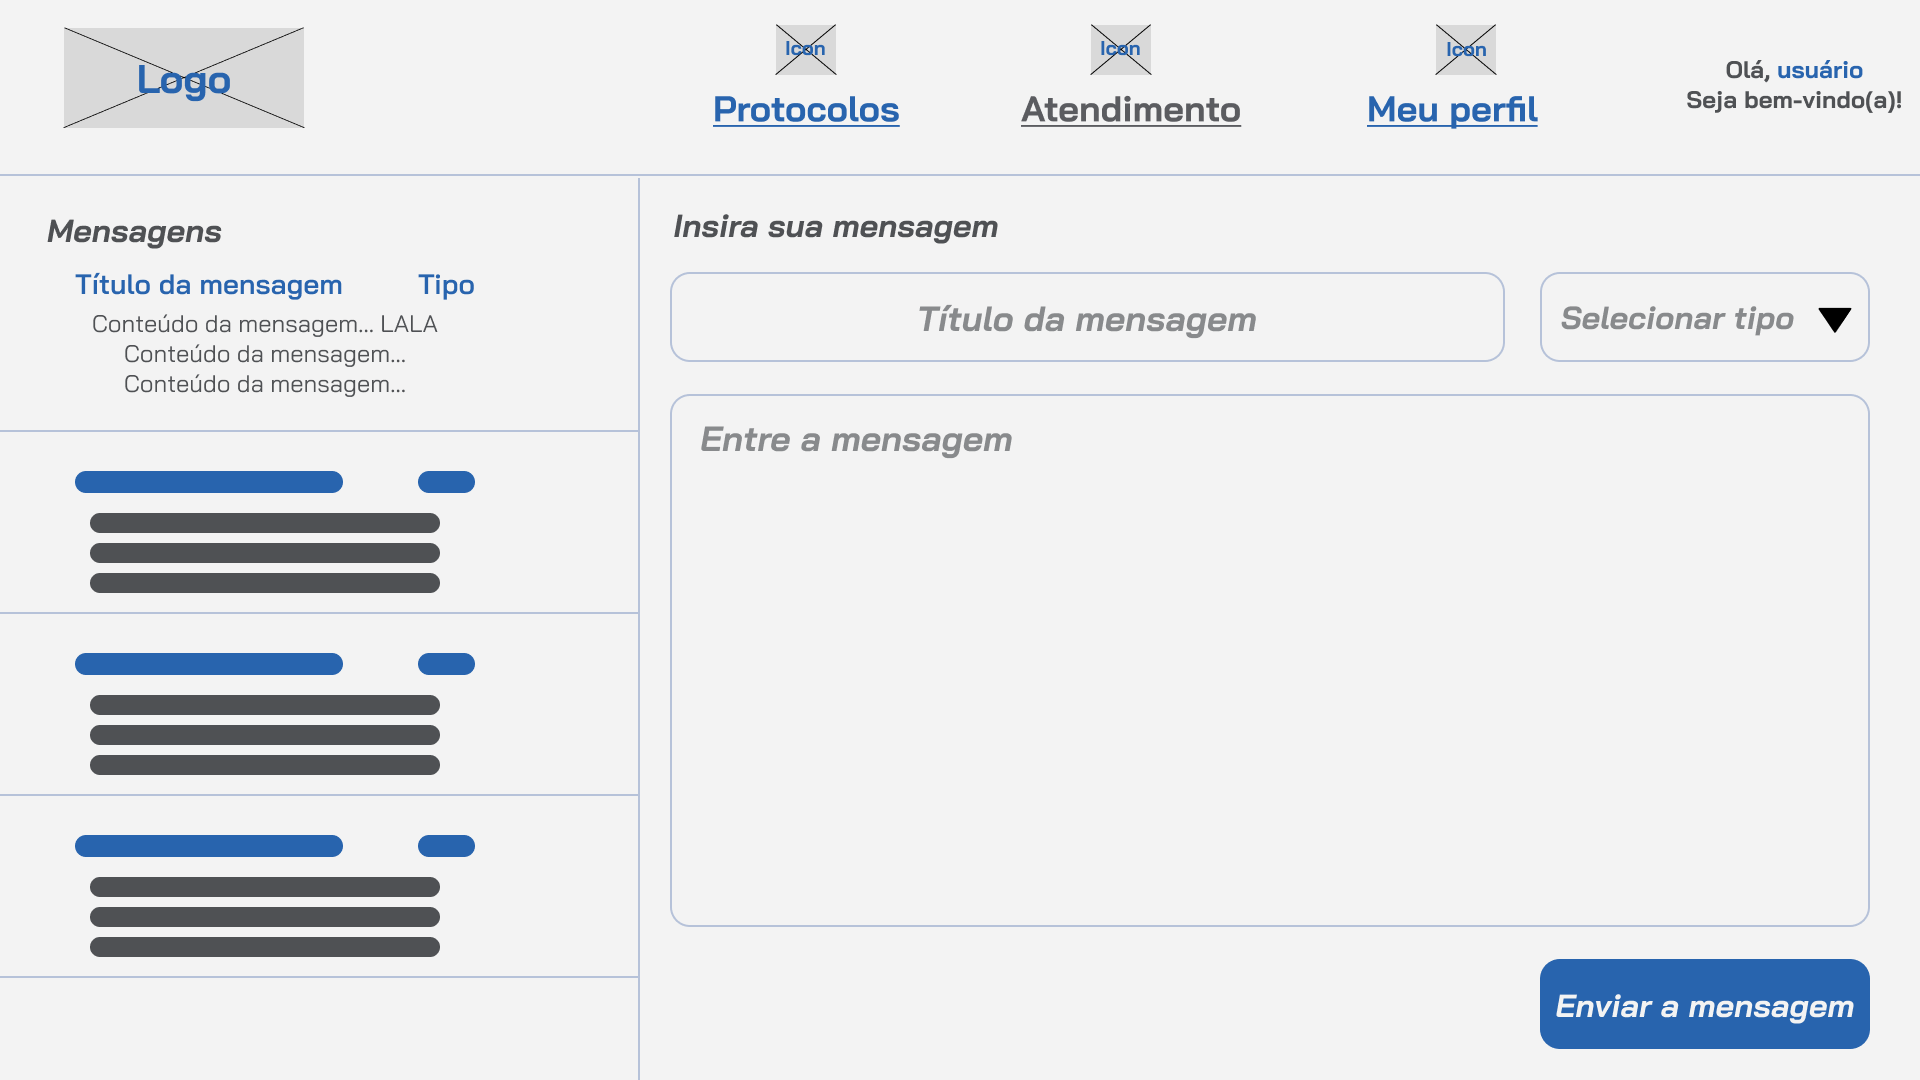 Logo
Icon
Icon
Icon
Protocolos
Atendimento
Meu perfil
Olá, usuário
Seja bem-vindo(a)!
Mensagens
Título da mensagem Tipo
Conteúdo da mensagem... LALA
Conteúdo da mensagem...
Conteúdo da mensagem...
Insira sua mensagem
Título da mensagem
Selecionar tipo
Entre a mensagem
Enviar a mensagem